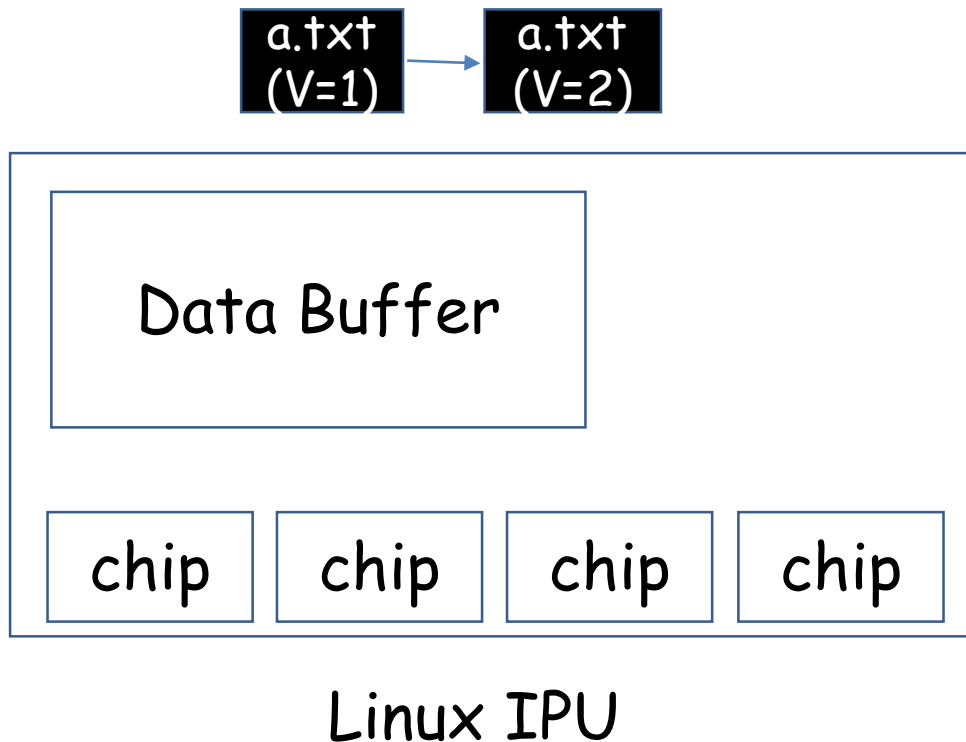 a.txt
(V=1)
a.txt
(V=2)
Data Buffer
chip
chip
chip
chip
Linux IPU